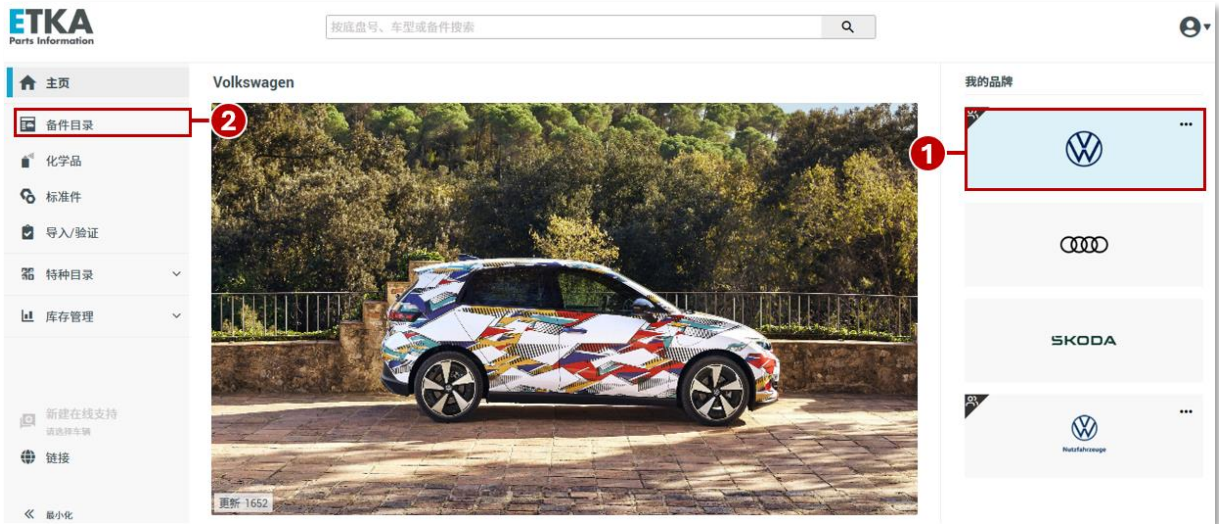 ETKA
Parts Information
按底盘号、车型或备件搜索
主页
备件目录
化学品
标准件
导入/验证
特种目录
库存管理
新建在线支持
请选择车辆
链接
最小化
Volkswagen
2
更新 1652
我的品牌
1
SKODA
Nutzfahrzeuge